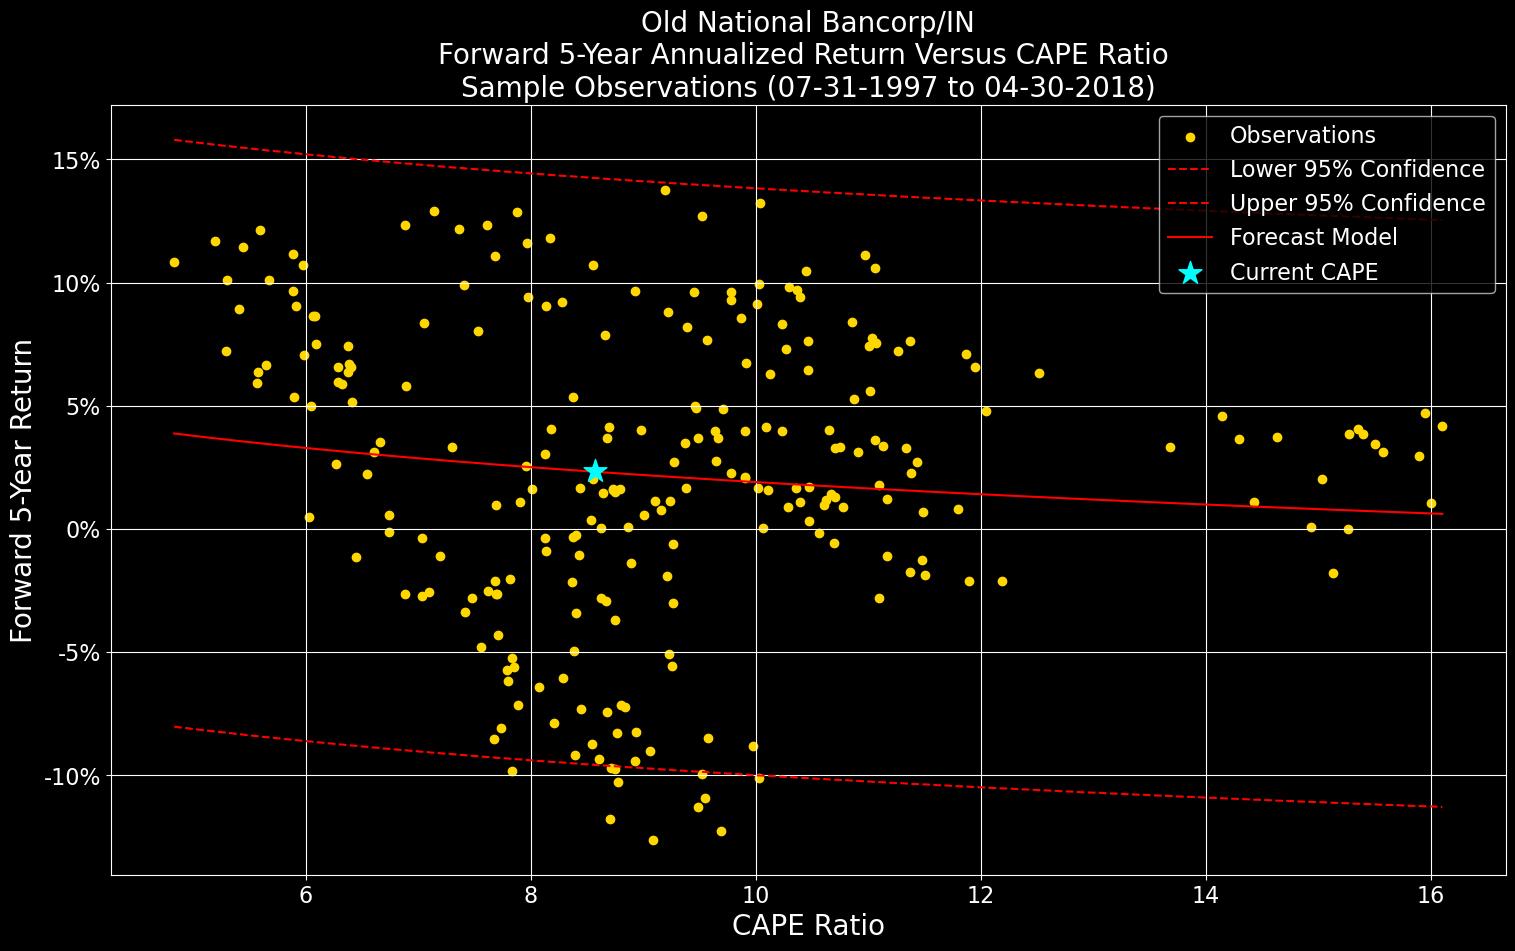 Old National Bancorp/IN
Forward 5-Year Annualized Return Versus CAPE Ratio
Sample Observations (07-31-1997 to 04-30-2018)
Observations
Lower 95% Confidence
Upper 95% Confidence
Forecast Model
Current CAPE
Forward 5-Year Return
15%
10%
5%
0%
-5%
-10%
6 8 10 12 14 16
CAPE Ratio